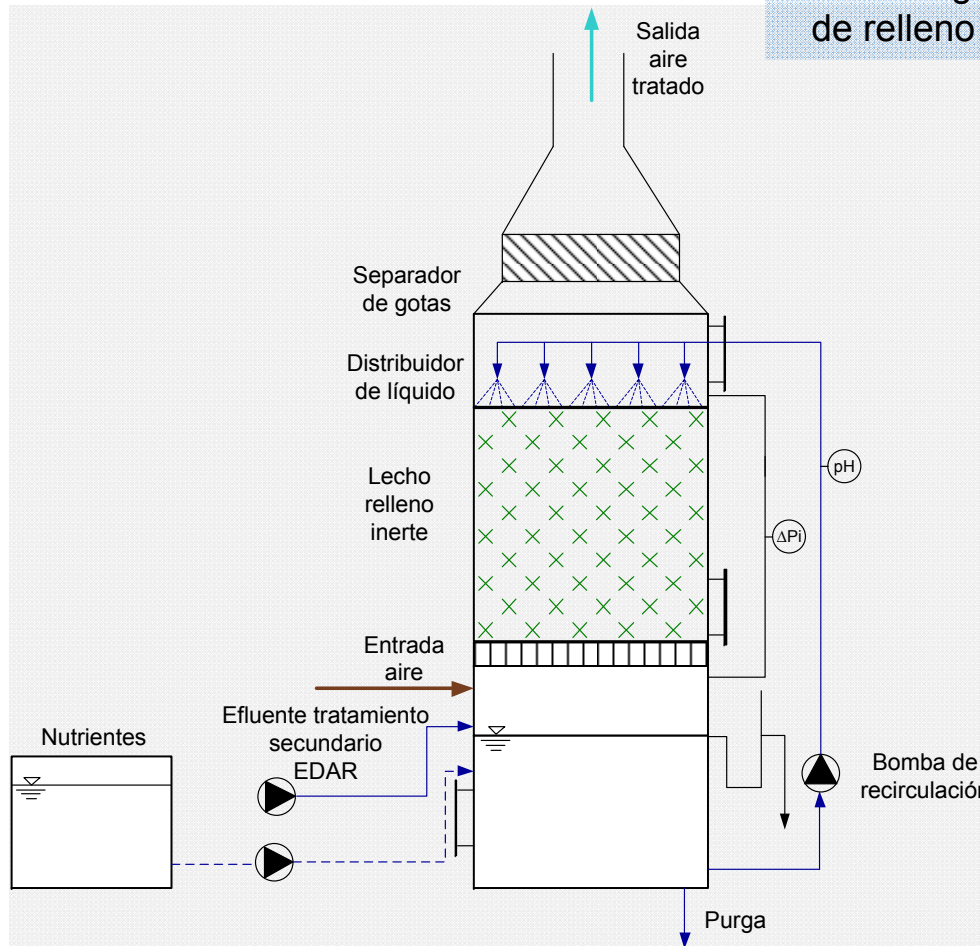 de relleno
Salida
aire
tratado
Separador
de gotas
Distribuidor
de líquido
Lecho
relleno
inerte
pH
ΔPi
Entrada
aire
Efluente tratamiento
secundario
EDAR
Nutrientes
Bomba de
recirculación
Purga